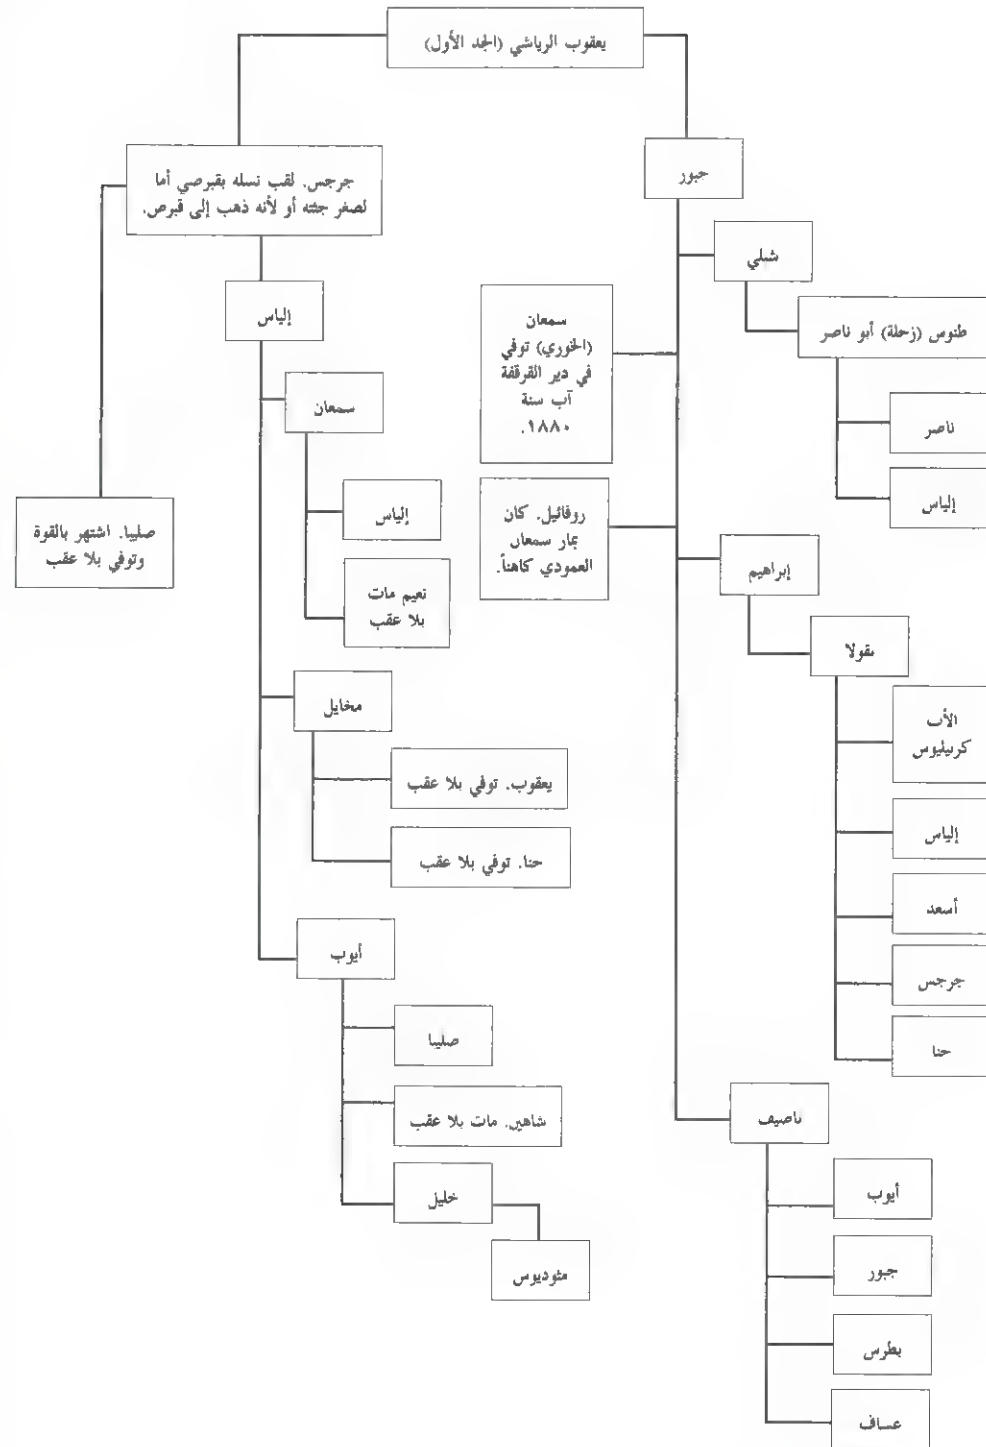 يعقوب الرياشي (الجد الأول)
جبور
شبلي
طنوس (زحلة) أبو ناصر
ناصر
إلياس
سمعان
(الخوري) توفي
في دير القرقفة
آب سنة
١٨٨٠.
روفائيل. كان
بمار سمعان
العمودي كاهناً.
إبراهيم
نقولا
الأب
كرنيليوس
إلياس
أسعد
جرجس
حنا
ناصيف
أيوب
جبور
بطرس
عساف
جرجس. لقب نسله بقبرصي أما
لصغر جثته أو لأنه ذهب إلى قبرص.
إلياس
سمعان
إلياس
نعيم مات
بلا عقب
مخايل
يعقوب. توفي بلا عقب
حنا. توفي بلا عقب
أيوب
صليبا
شاهين. مات بلا عقب
خليل
مثوديوس
صليبا. اشتهر بالقوة
وتوفي بلا عقب